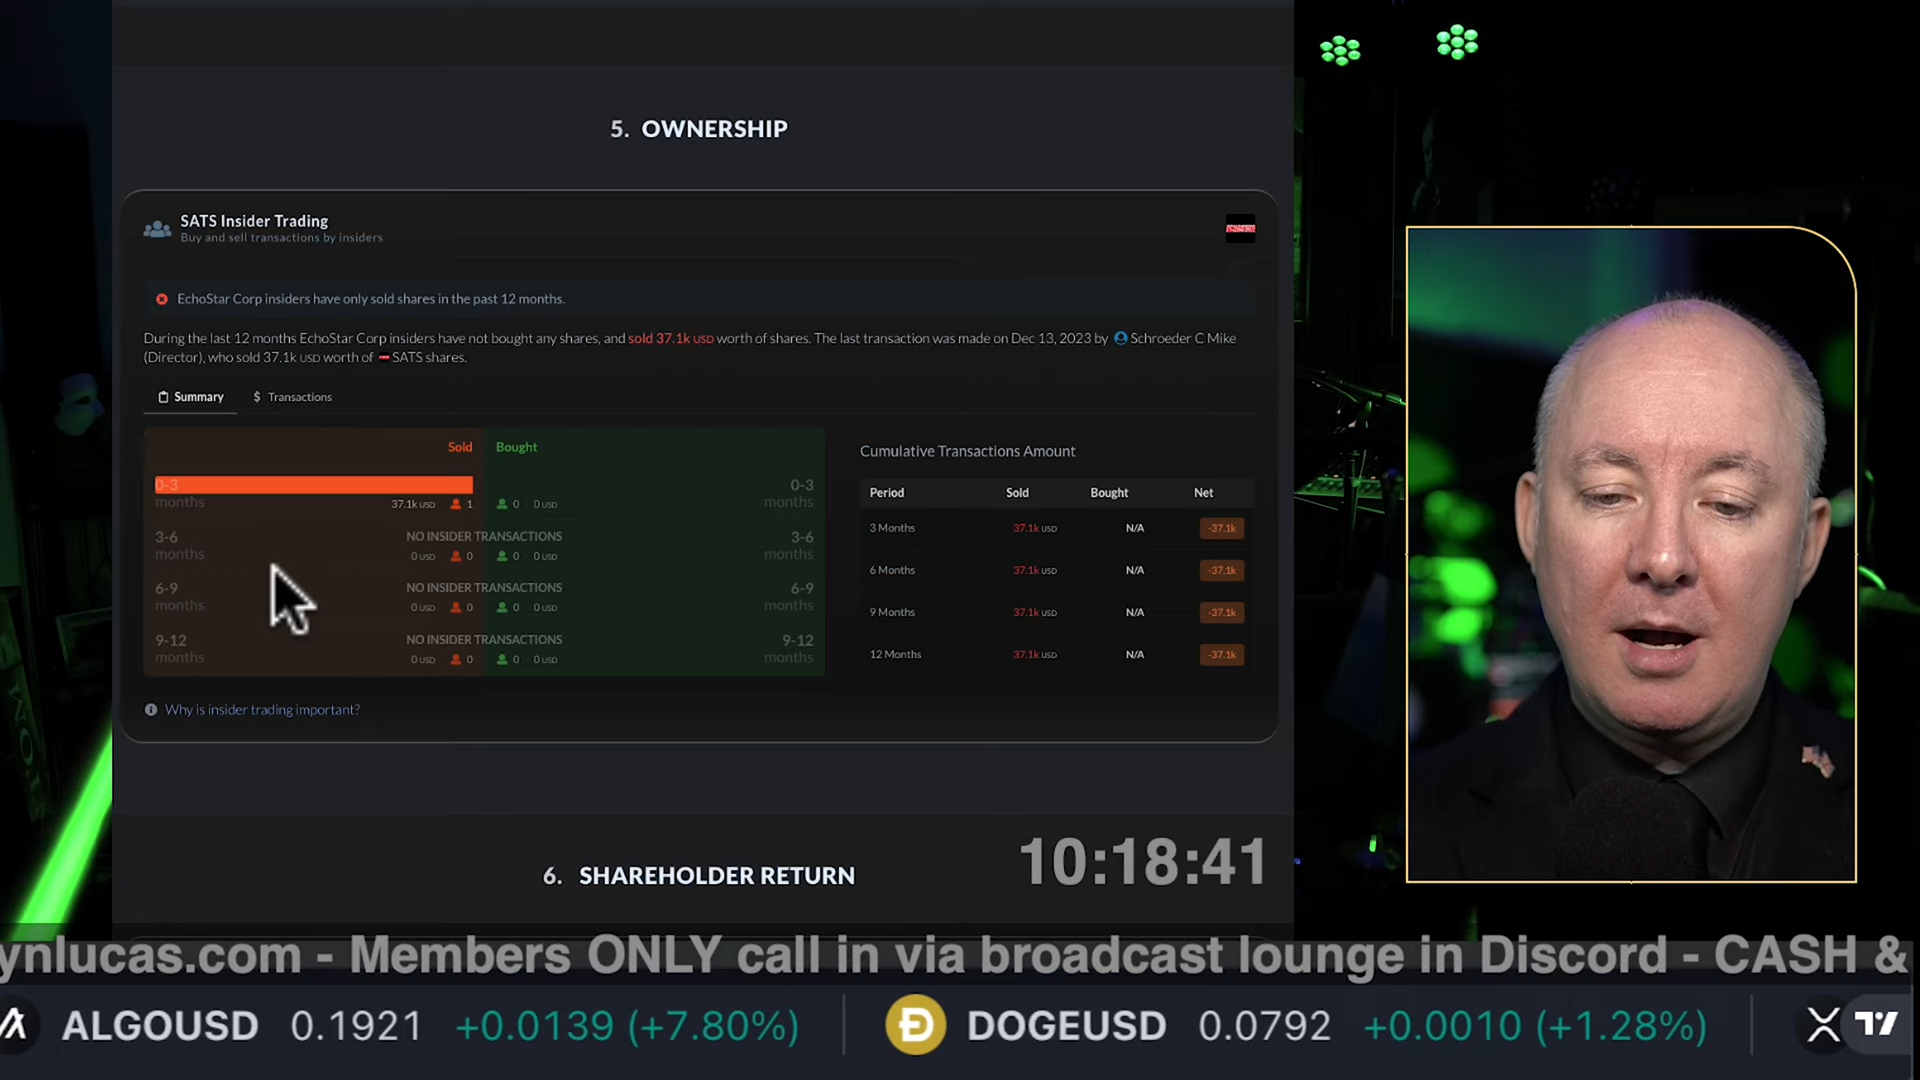 5. OWNERSHIP
SATS Insider Trading
Buy and sell transactions by insiders
EchoStar Corp insiders have only sold shares in the past 12 months.
During the last 12 months EchoStar Corp insiders have not bought any shares, and sold 37.1k USD worth of shares. The last transaction was made on Dec 13, 2023 by Schroeder C Mike
(Director), who sold 37.1k USD worth of SATS shares.
Summary $ Transactions
Sold Bought
0-3 months 37.1k USD 1 0 0 USD 0-3 months
3-6 months NO INSIDER TRANSACTIONS 0 USD 0 0 0 USD 3-6 months
6-9 months NO INSIDER TRANSACTIONS 0 USD 0 0 0 USD 6-9 months
9-12 months NO INSIDER TRANSACTIONS 0 USD 0 0 0 USD 9-12 months
Cumulative Transactions Amount
Period Sold Bought Net
3 Months 37.1k USD N/A -37.1k
6 Months 37.1k USD N/A -37.1k
9 Months 37.1k USD N/A -37.1k
12 Months 37.1k USD N/A -37.1k
Why is insider trading important?
6. SHAREHOLDER RETURN
10:18:41
ynlucas.com - Members ONLY call in via broadcast lounge in Discord - CASH &
ALGOUSD 0.1921 +0.0139 (+7.80%) DOGEUSD 0.0792 +0.0010 (+1.28%)